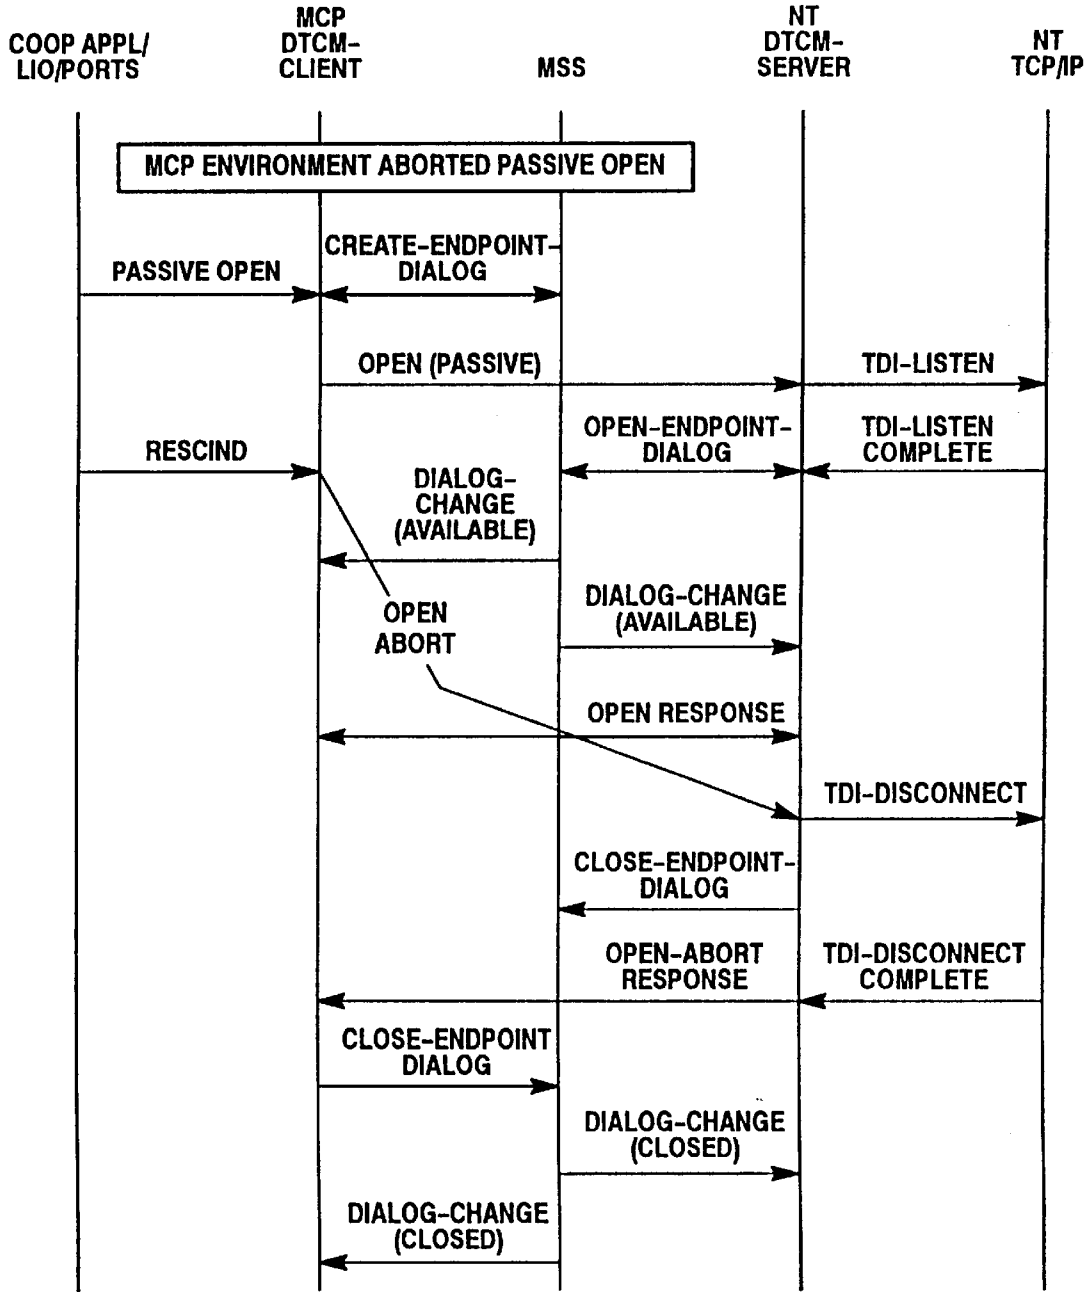 COOP APPL/
LIO/PORTS
MCP
DTCM-
CLIENT
MSS
NT
DTCM-
SERVER
NT
TCP/IP
MCP ENVIRONMENT ABORTED PASSIVE OPEN
PASSIVE OPEN
CREATE-ENDPOINT-
DIALOG
OPEN (PASSIVE)
TDI-LISTEN
RESCIND
OPEN-ENDPOINT-
DIALOG
TDI-LISTEN
COMPLETE
DIALOG-
CHANGE
(AVAILABLE)
OPEN
ABORT
DIALOG-CHANGE
(AVAILABLE)
OPEN RESPONSE
TDI-DISCONNECT
CLOSE-ENDPOINT-
DIALOG
OPEN-ABORT
RESPONSE
TDI-DISCONNECT
COMPLETE
CLOSE-ENDPOINT
DIALOG
DIALOG-CHANGE
(CLOSED)
DIALOG-CHANGE
(CLOSED)